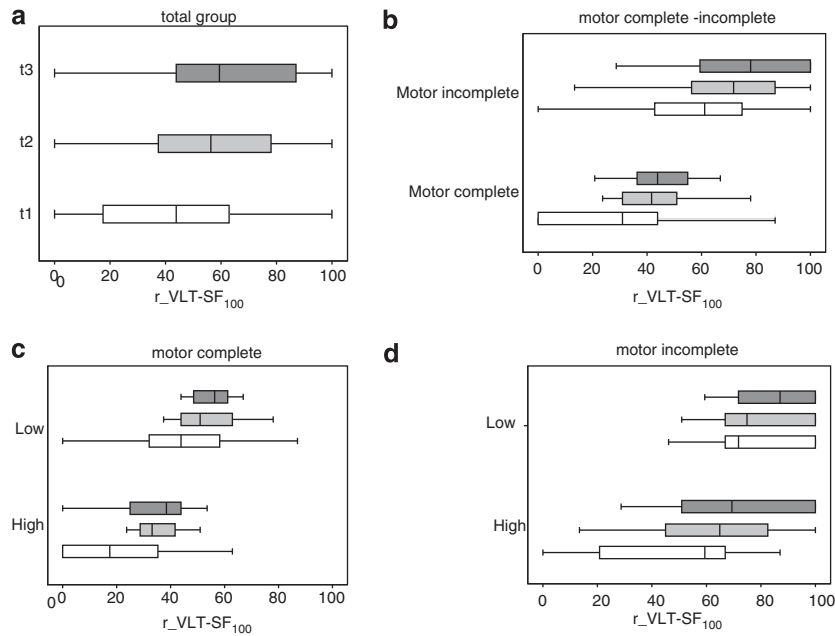 a
total group
t3
t2
t1
0
0 20 40 60 80 100
r_VLT-SF100
b
motor complete -incomplete
Motor incomplete
Motor complete
0 20 40 60 80 100
r_VLT-SF100
c
motor complete
Low
High
0
0 20 40 60 80 100
r_VLT-SF100
d
motor incomplete
Low
High
0 20 40 60 80 100
r_VLT-SF100